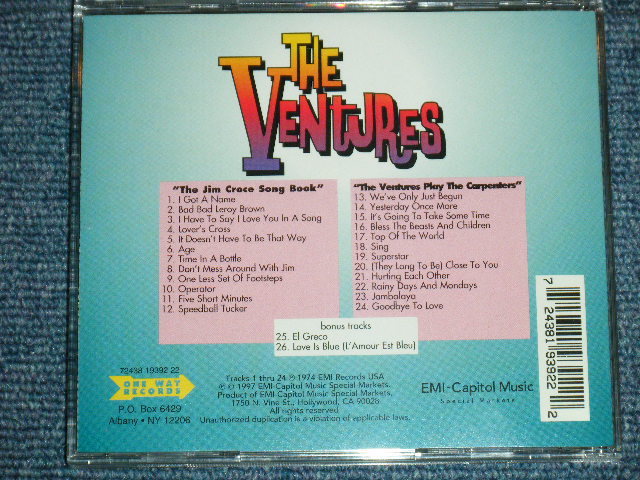 THE
VENTURES
"The Jim Croce Song Book"
1. I Got A Name
2. Bad Bad Leroy Brown
3. I Have To Say I Love You In A Song
4. Lover's Cross
5. It Doesn't Have To Be That Way
6. Age
7. Time In A Bottle
8. Don't Mess Around With Jim
9. One Less Set Of Footsteps
10. Operator
11. Five Short Minutes
12. Speedball Tucker
"The Ventures Play The Carpenters"
13. We've Only Just Begun
14. Yesterday Once More
15. It's Going To Take Some Time
16. Bless The Beasts And Children
17. Top Of The World
18. Sing
19. Superstar
20. (They Long To Be) Close To You
21. Hurting Each Other
22. Rainy Days And Mondays
23. Jambalaya
24. Goodbye To Love
bonus tracks
25. El Greco
26. Love Is Blue (L'Amour Est Bleu)
72438 19392 22
ONE WAY
RECORDS
P.O. Box 6429
Albany • NY 12206
Tracks 1 thru 24 ℗ 1974 EMI Records USA
℗ © 1997 EMI-Capitol Music Special Markets.
Product of EMI-Capitol Music Special Markets,
1750 N. Vine St., Hollywood, CA 90028.
All rights reserved
Unauthorized duplication is a violation of applicable laws.
EMI-Capitol Music
Special Markets
7 24381 93922 2